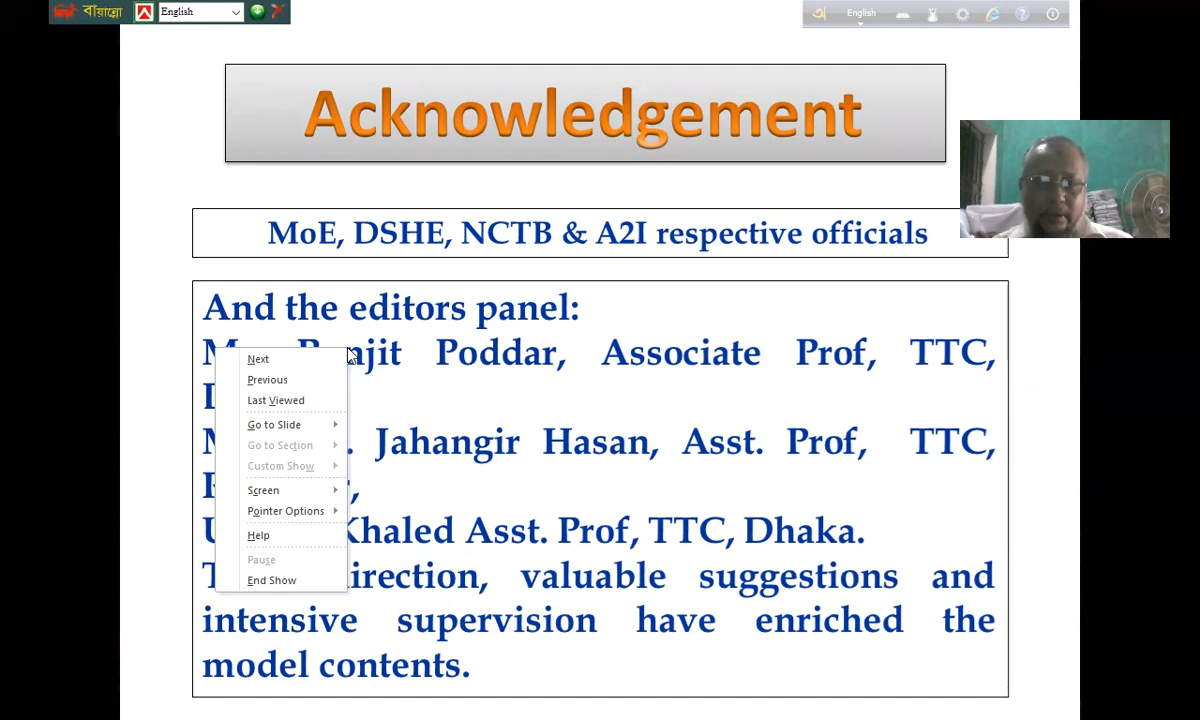 বায়ান্নো English
অ English
Acknowledgement
MoE, DSHE, NCTB & A2I respective officials
And the editors panel:
Poddar, Associate Prof, TTC,
Jahangir Hasan, Asst. Prof, TTC,
Khaled Asst. Prof, TTC, Dhaka.
direction, valuable suggestions and
intensive supervision have enriched the
model contents.
Next
Previous
Last Viewed
Go to Slide
Go to Section
Custom Show
Screen
Pointer Options
Help
Pause
End Show